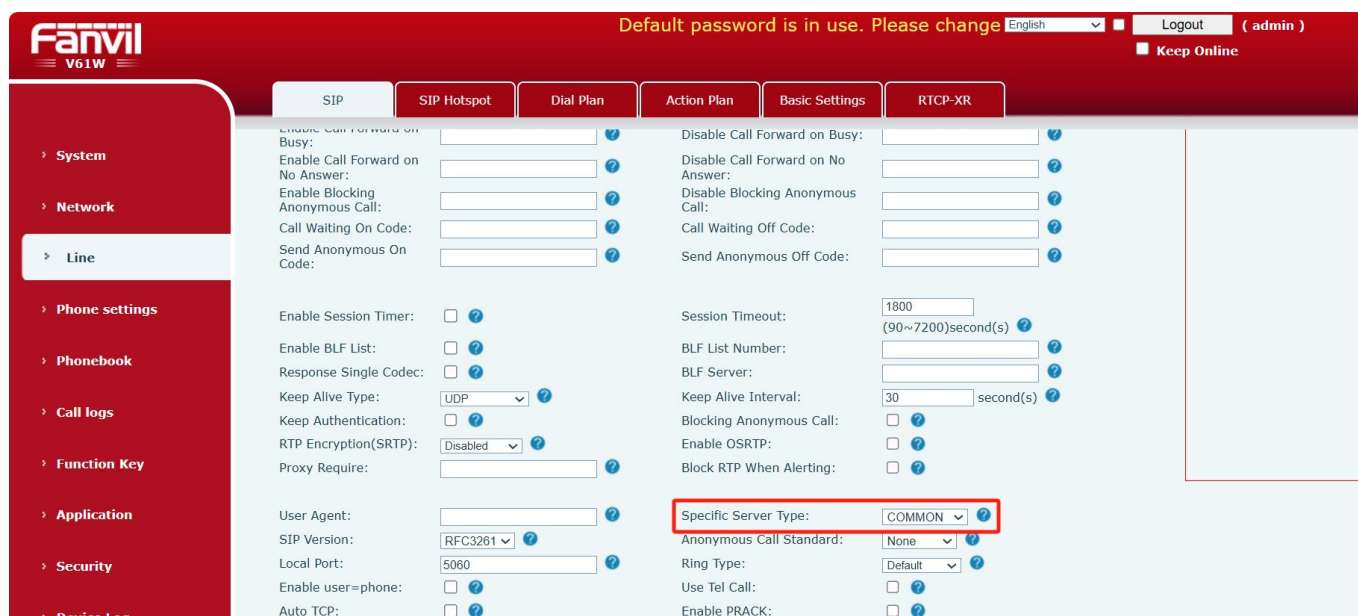 Fanvil
V61W
Default password is in use. Please change
English
Logout
( admin )
Keep Online
SIP
SIP Hotspot
Dial Plan
Action Plan
Basic Settings
RTCP-XR
System
Network
Line
Phone settings
Phonebook
Call logs
Function Key
Application
Security
Device Log
Enable Call Forward on
Busy:
Disable Call Forward on Busy:
Enable Call Forward on
No Answer:
Disable Call Forward on No
Answer:
Enable Blocking
Anonymous Call:
Disable Blocking Anonymous
Call:
Call Waiting On Code:
Call Waiting Off Code:
Send Anonymous On
Code:
Send Anonymous Off Code:
Enable Session Timer:
Session Timeout:
1800
(90~7200)second(s)
Enable BLF List:
BLF List Number:
Response Single Codec:
BLF Server:
Keep Alive Type:
UDP
Keep Alive Interval:
30 second(s)
Keep Authentication:
Blocking Anonymous Call:
RTP Encryption(SRTP):
Disabled
Enable OSRTP:
Proxy Require:
Block RTP When Alerting:
User Agent:
Specific Server Type:
COMMON
SIP Version:
RFC3261
Anonymous Call Standard:
None
Local Port:
5060
Ring Type:
Default
Enable user=phone:
Use Tel Call:
Auto TCP:
Enable PRACK: